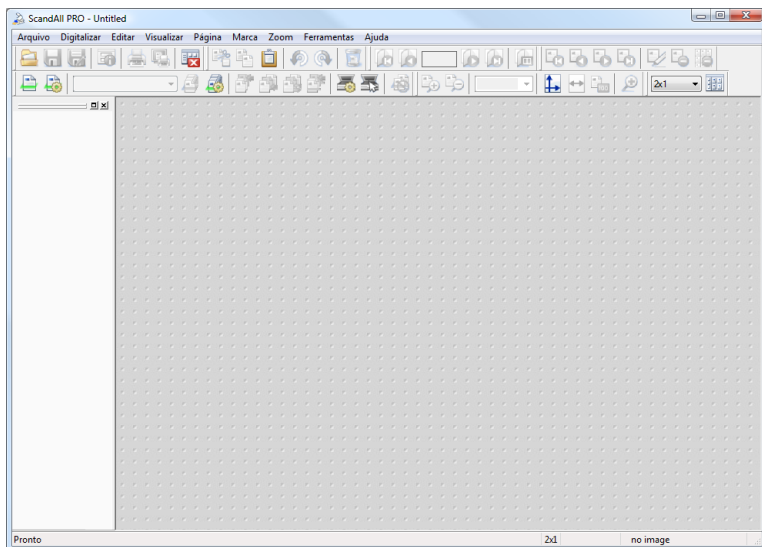 ScandAll PRO - Untitled
Arquivo Digitalizar Editar Visualizar Página Marca Zoom Ferramentas Ajuda
2x1
Pronto 2x1 no image